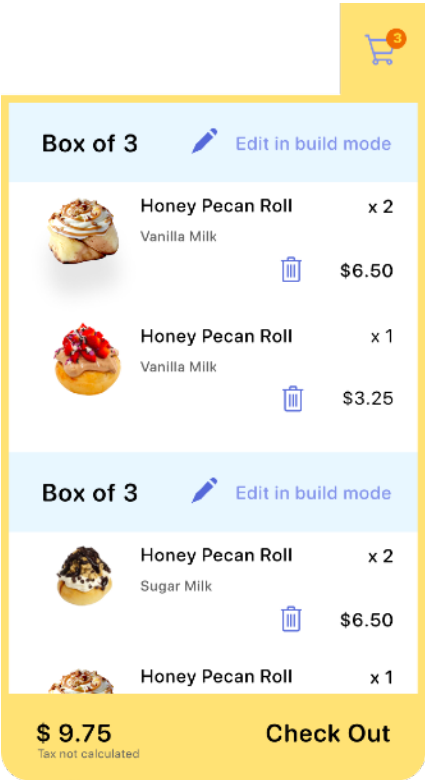 3
Box of 3 Edit in build mode
Honey Pecan Roll x 2
Vanilla Milk
$6.50
Honey Pecan Roll x 1
Vanilla Milk
$3.25
Box of 3 Edit in build mode
Honey Pecan Roll x 2
Sugar Milk
$6.50
Honey Pecan Roll x 1
$ 9.75 Check Out
Tax not calculated